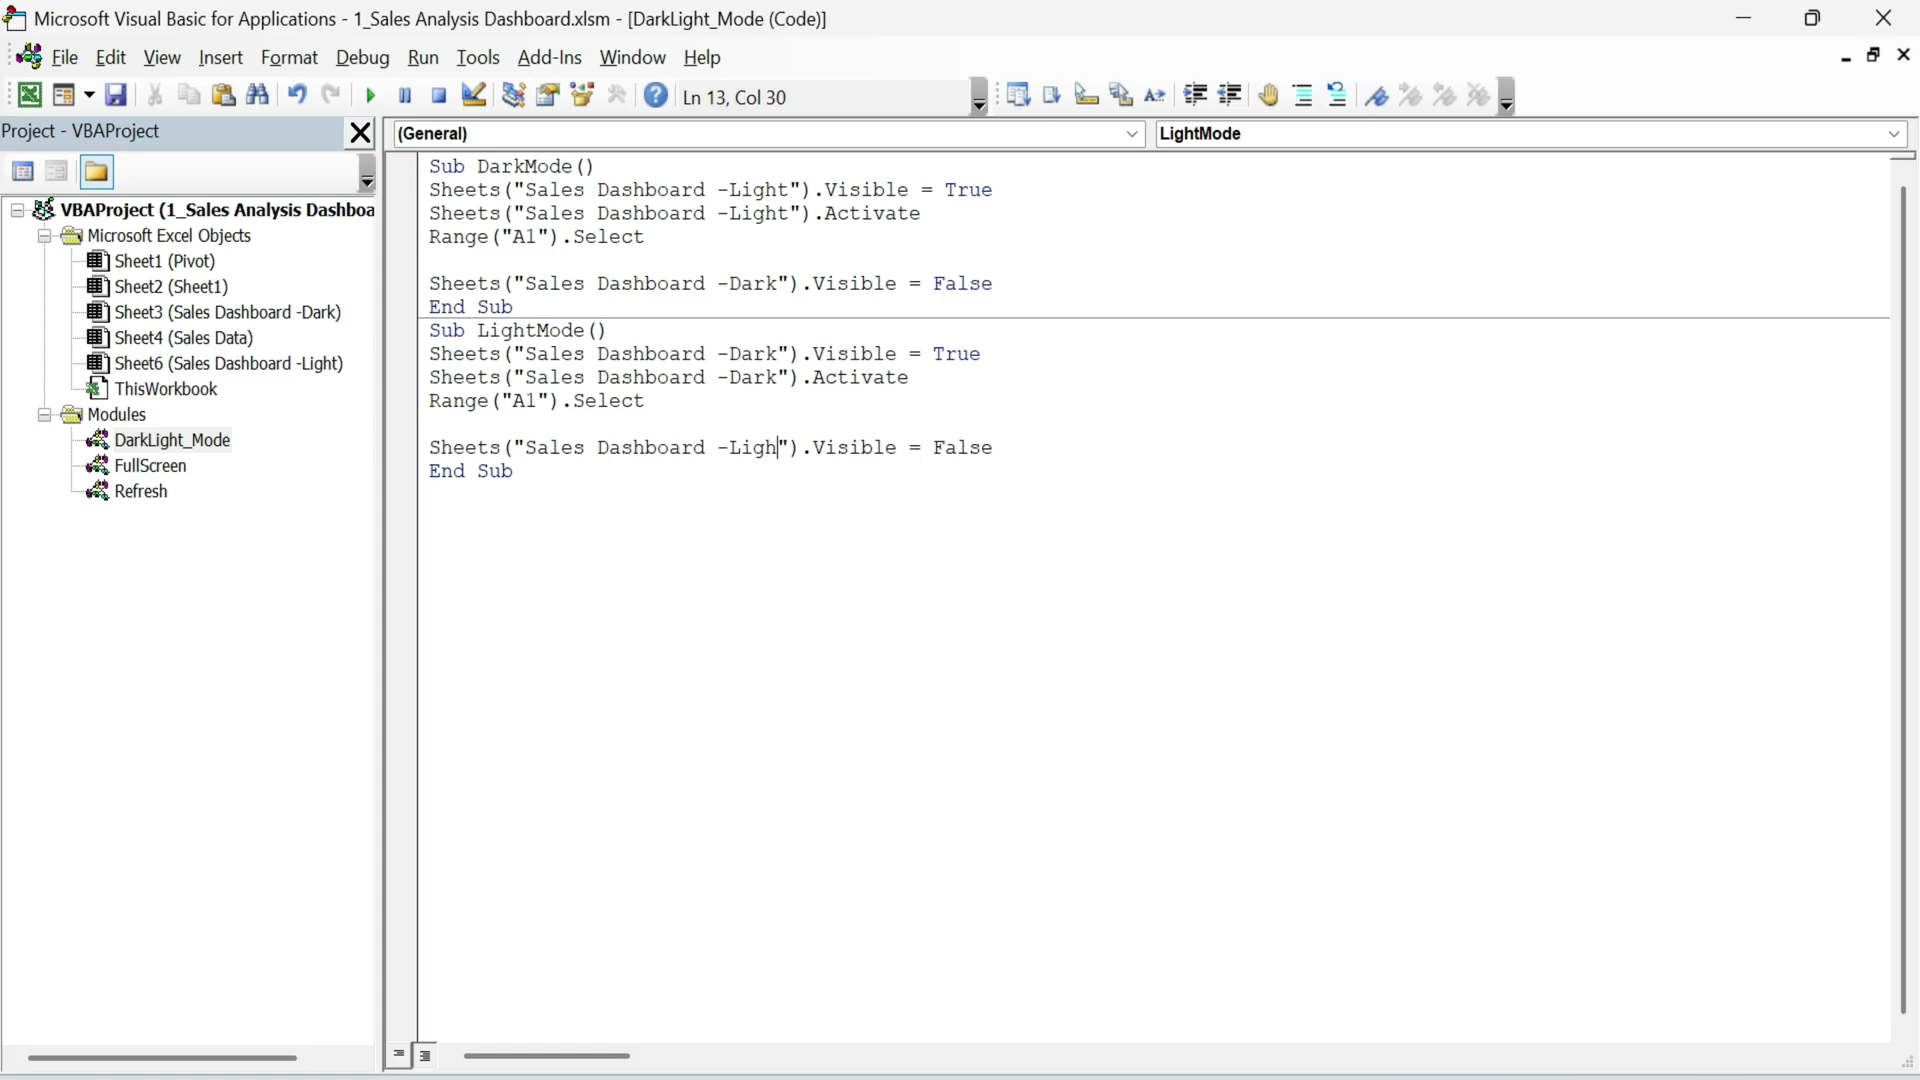 Microsoft Visual Basic for Applications - 1_Sales Analysis Dashboard.xlsm - [DarkLight_Mode (Code)]
File Edit View Insert Format Debug Run Tools Add-Ins Window Help
Ln 13, Col 30
Project - VBAProject
(General)
LightMode
VBAProject (1_Sales Analysis Dashboa
Microsoft Excel Objects
Sheet1 (Pivot)
Sheet2 (Sheet1)
Sheet3 (Sales Dashboard -Dark)
Sheet4 (Sales Data)
Sheet6 (Sales Dashboard -Light)
ThisWorkbook
Modules
DarkLight_Mode
FullScreen
Refresh
Sub DarkMode()
Sheets("Sales Dashboard -Light").Visible = True
Sheets("Sales Dashboard -Light").Activate
Range("A1").Select
Sheets("Sales Dashboard -Dark").Visible = False
End Sub
Sub LightMode()
Sheets("Sales Dashboard -Dark").Visible = True
Sheets("Sales Dashboard -Dark").Activate
Range("A1").Select
Sheets("Sales Dashboard -Ligh").Visible = False
End Sub